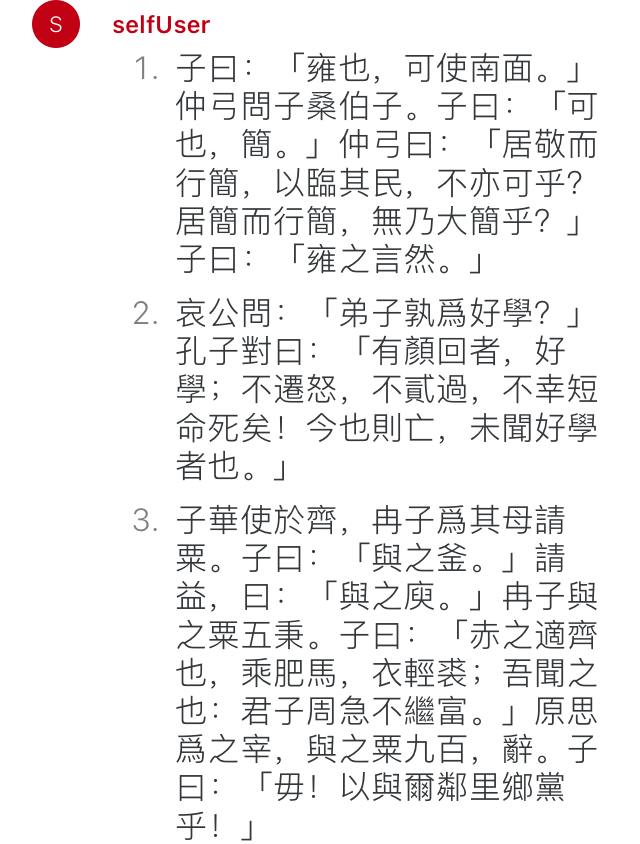 S
selfUser
1. 子曰：「雍也，可使南面。」
仲弓問子桑伯子。子曰：「可
也，簡。」仲弓曰：「居敬而
行簡，以臨其民，不亦可乎？
居簡而行簡，無乃大簡乎？」
子曰：「雍之言然。」
2. 哀公問：「弟子孰爲好學？」
孔子對曰：「有顏回者，好
學；不遷怒，不貳過，不幸短
命死矣！今也則亡，未聞好學
者也。」
3. 子華使於齊，冉子爲其母請
粟。子曰：「與之釜。」請
益，曰：「與之庾。」冉子與
之粟五秉。子曰：「赤之適齊
也，乘肥馬，衣輕裘；吾聞之
也：君子周急不繼富。」原思
爲之宰，與之粟九百，辭。子
曰：「毋！以與爾鄰里鄉黨
乎！」